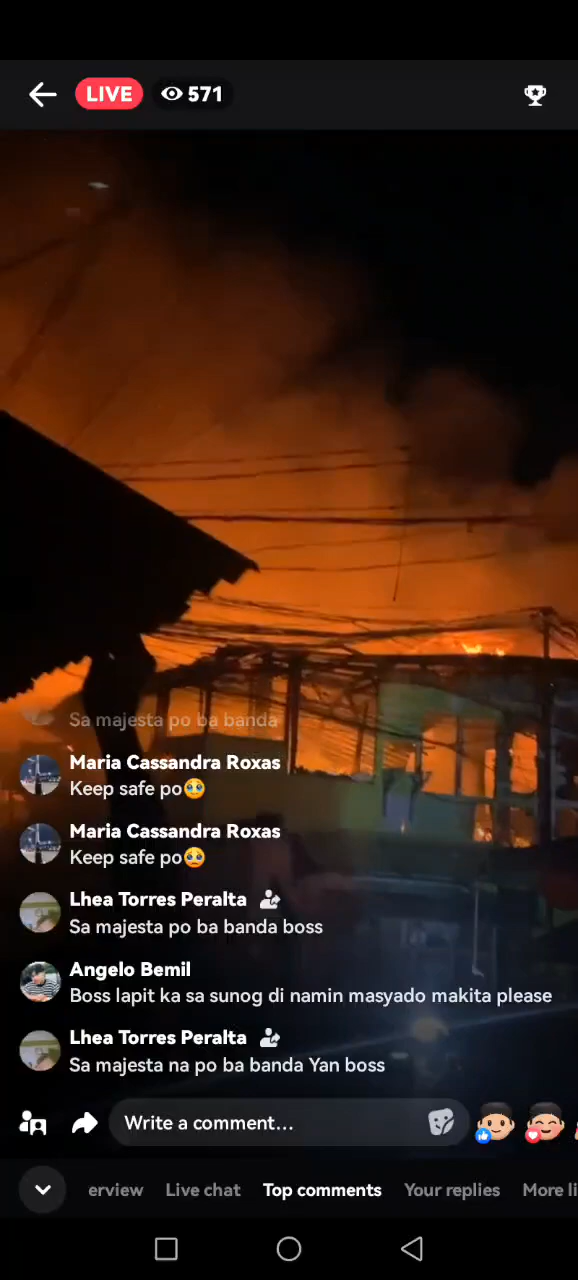 LIVE 571
Sa majesta po ba banda
Maria Cassandra Roxas
Keep safe po🥹
Maria Cassandra Roxas
Keep safe po😢
Lhea Torres Peralta
Sa majesta po ba banda boss
Angelo Bemil
Boss lapit ka sa sunog di namin masyado makita please
Lhea Torres Peralta
Sa majesta na po ba banda Yan boss
Write a comment...
erview Live chat Top comments Your replies More li